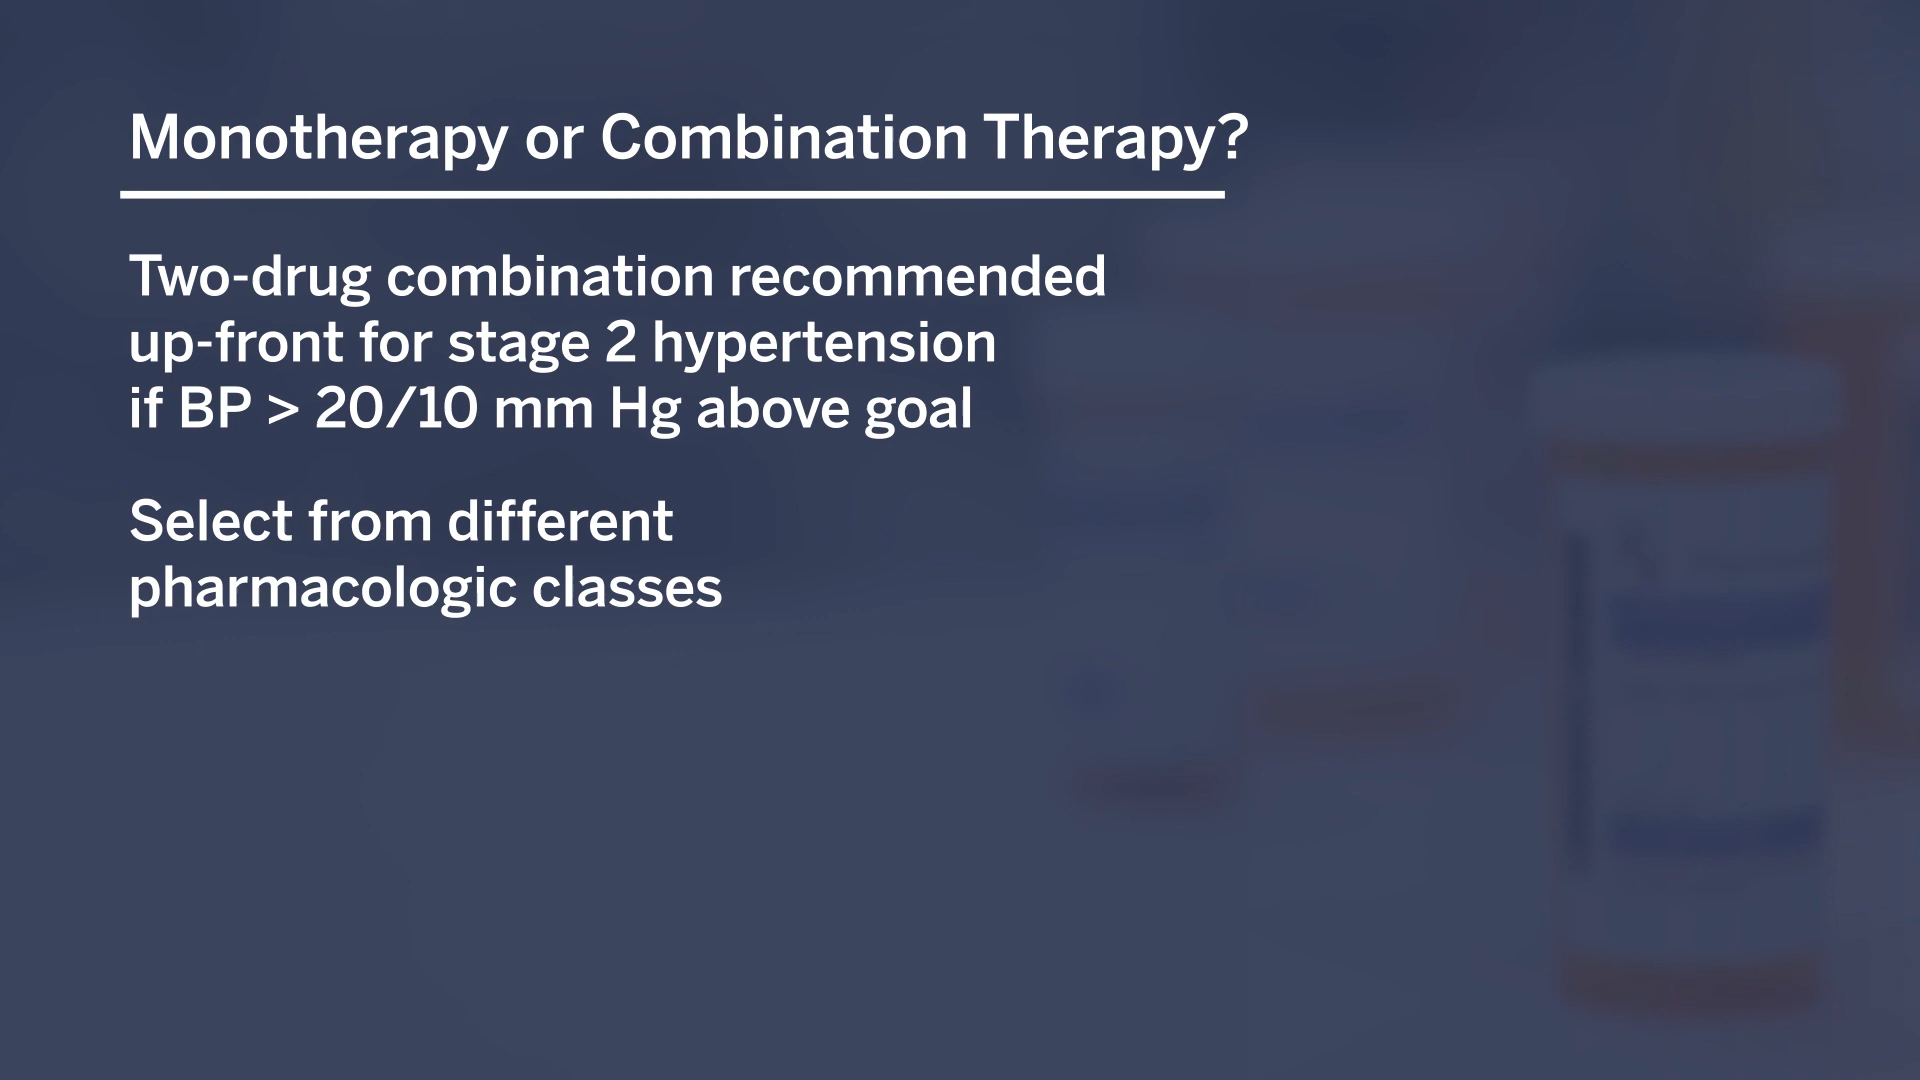 Monotherapy or Combination Therapy?
Two-drug combination recommended
up-front for stage 2 hypertension
if BP > 20/10 mm Hg above goal
Select from different
pharmacologic classes